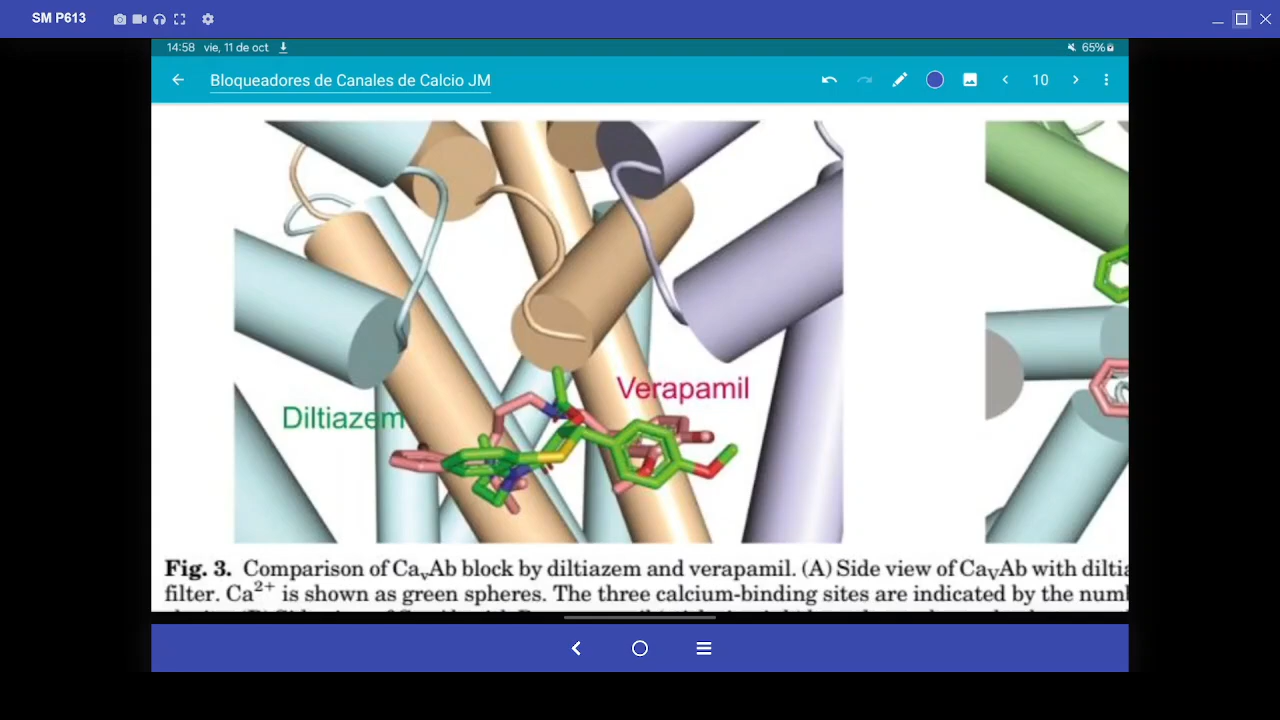 SM P613
14:58 vie, 11 de oct
65%
Bloqueadores de Canales de Calcio JM
10
Diltiazem
Verapamil
Fig. 3. Comparison of CavAb block by diltiazem and verapamil. (A) Side view of CavAb with diltia
filter. Ca2+ is shown as green spheres. The three calcium-binding sites are indicated by the num